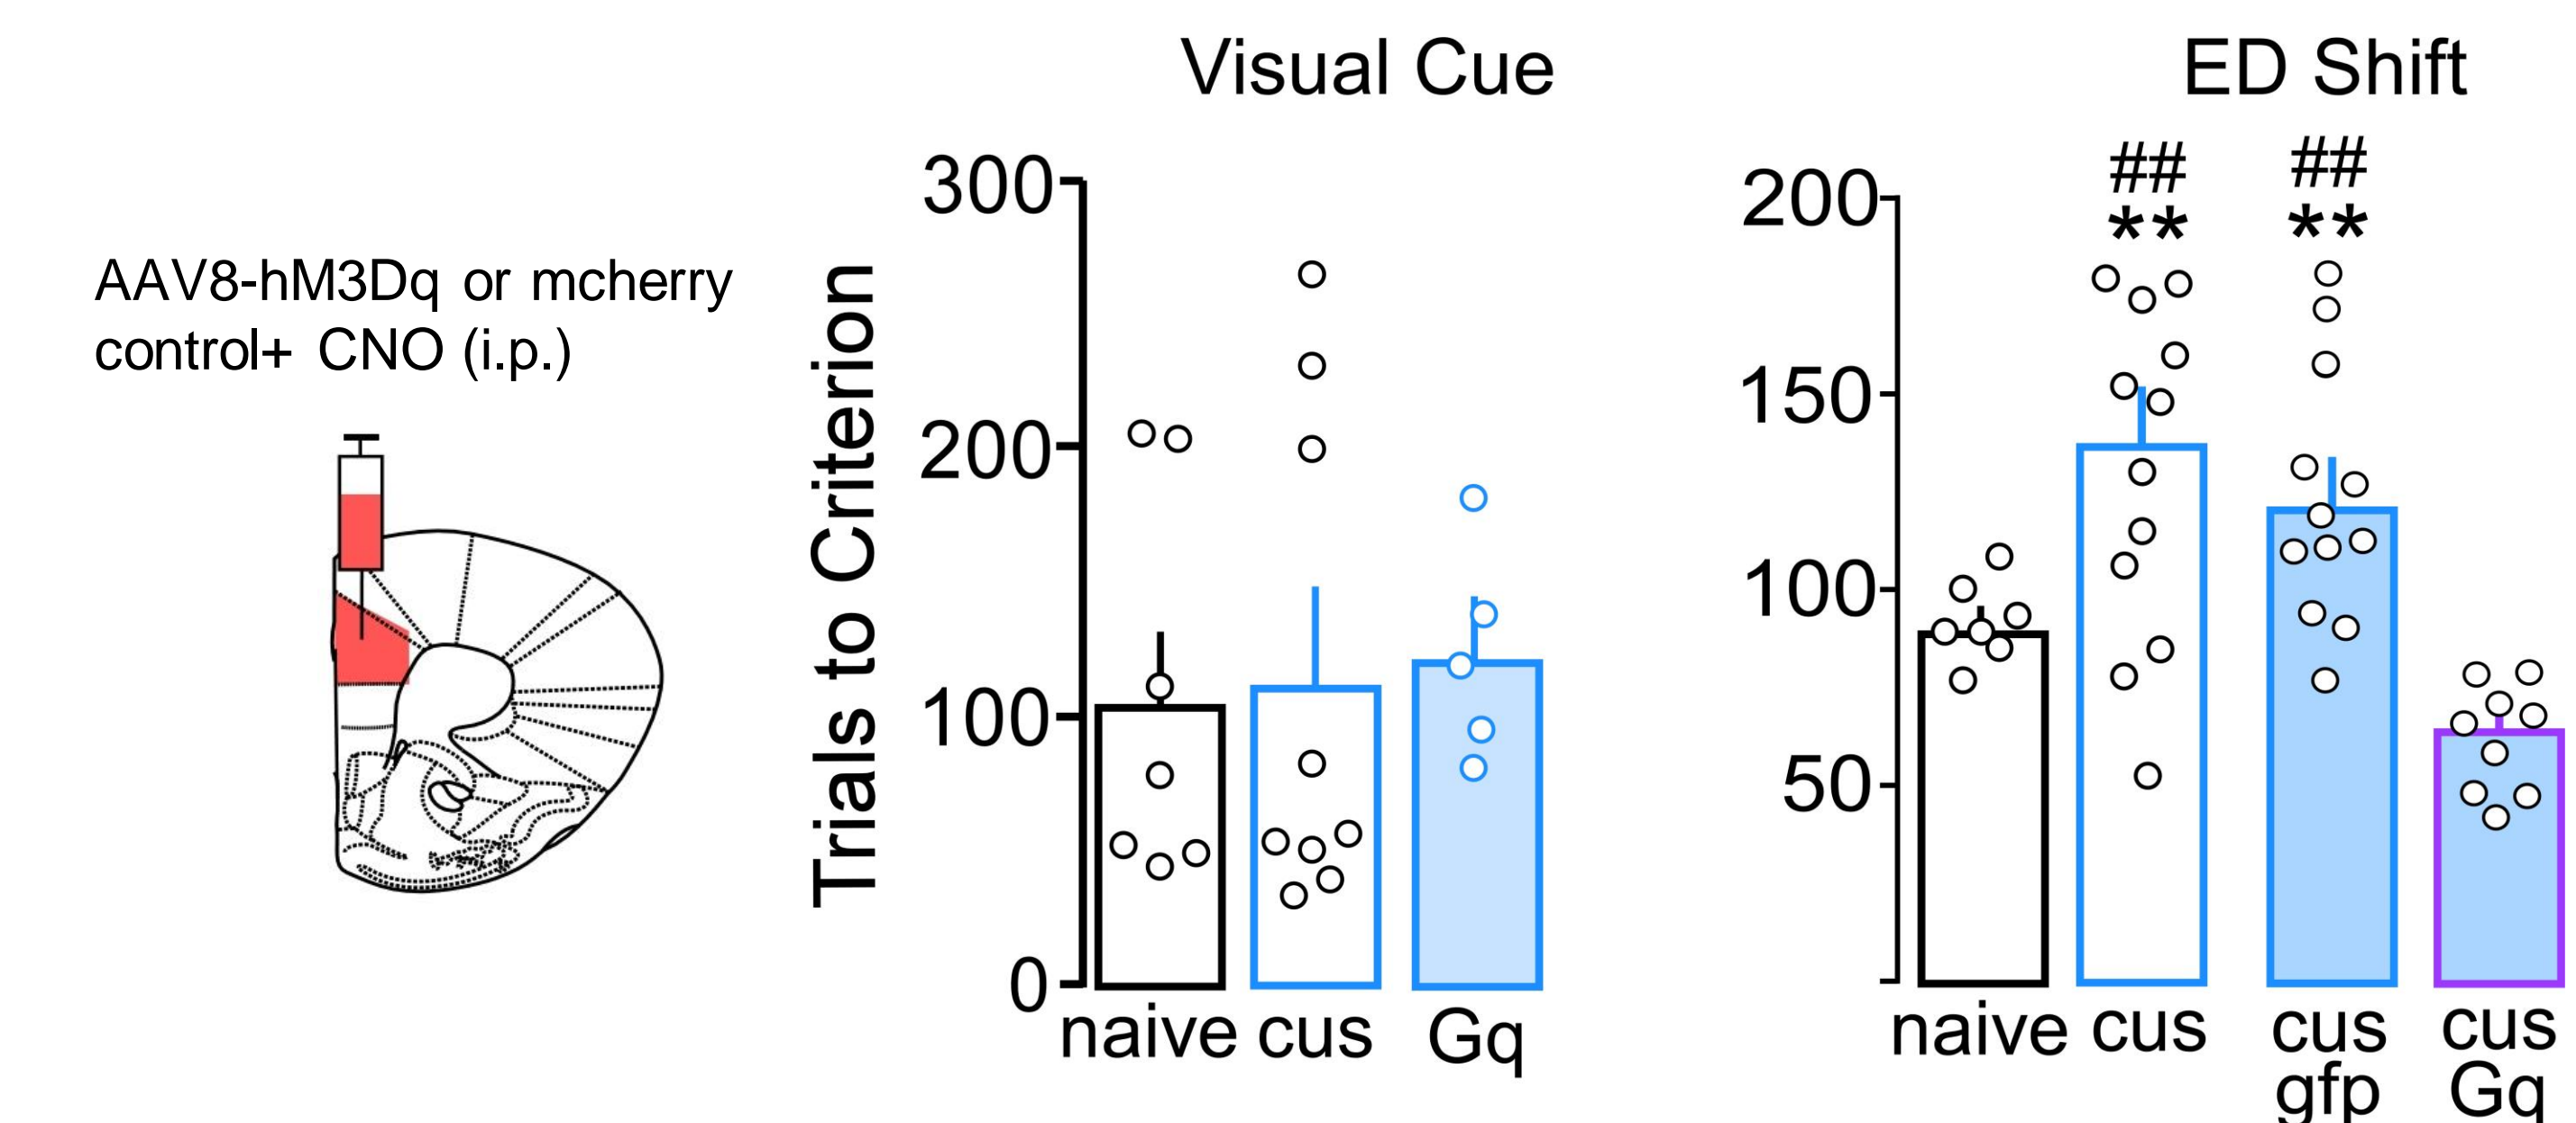 AAV8-hM3Dq or mcherry
control+ CNO (i.p.)
Visual Cue
Trials to Criterion
300
200
100
0
naive cus Gq
ED Shift
## ##
** **
200
150
100
50
naive cus cus gfp cus Gq